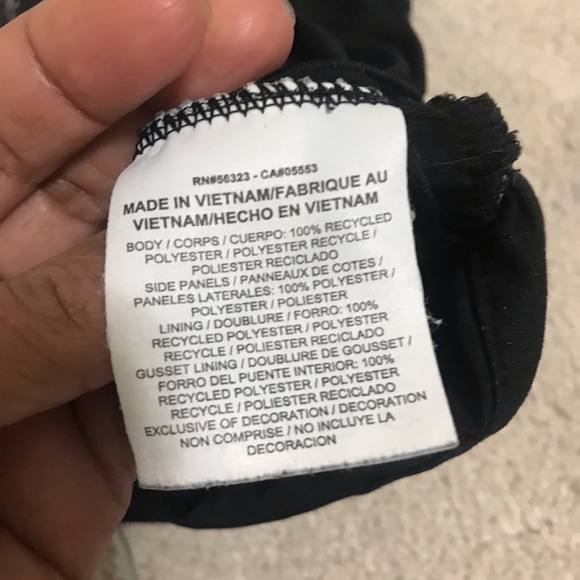 RN#56323 - CA#05553
MADE IN VIETNAM/FABRIQUE AU
VIETNAM/HECHO EN VIETNAM
BODY / CORPS / CUERPO: 100% RECYCLED
POLYESTER / POLYESTER RECYCLE /
POLIESTER RECICLADO
SIDE PANELS / PANNEAUX DE COTES /
PANELES LATERALES: 100% POLYESTER /
POLYESTER / POLIESTER
LINING / DOUBLURE / FORRO: 100%
RECYCLED POLYESTER / POLYESTER
RECYCLE / POLIESTER RECICLADO
GUSSET LINING / DOUBLURE DE GOUSSET /
FORRO DEL PUENTE INTERIOR: 100%
RECYCLED POLYESTER / POLYESTER
RECYCLE / POLIESTER RECICLADO
EXCLUSIVE OF DECORATION / DECORATION
NON COMPRISE / NO INCLUYE LA
DECORACION